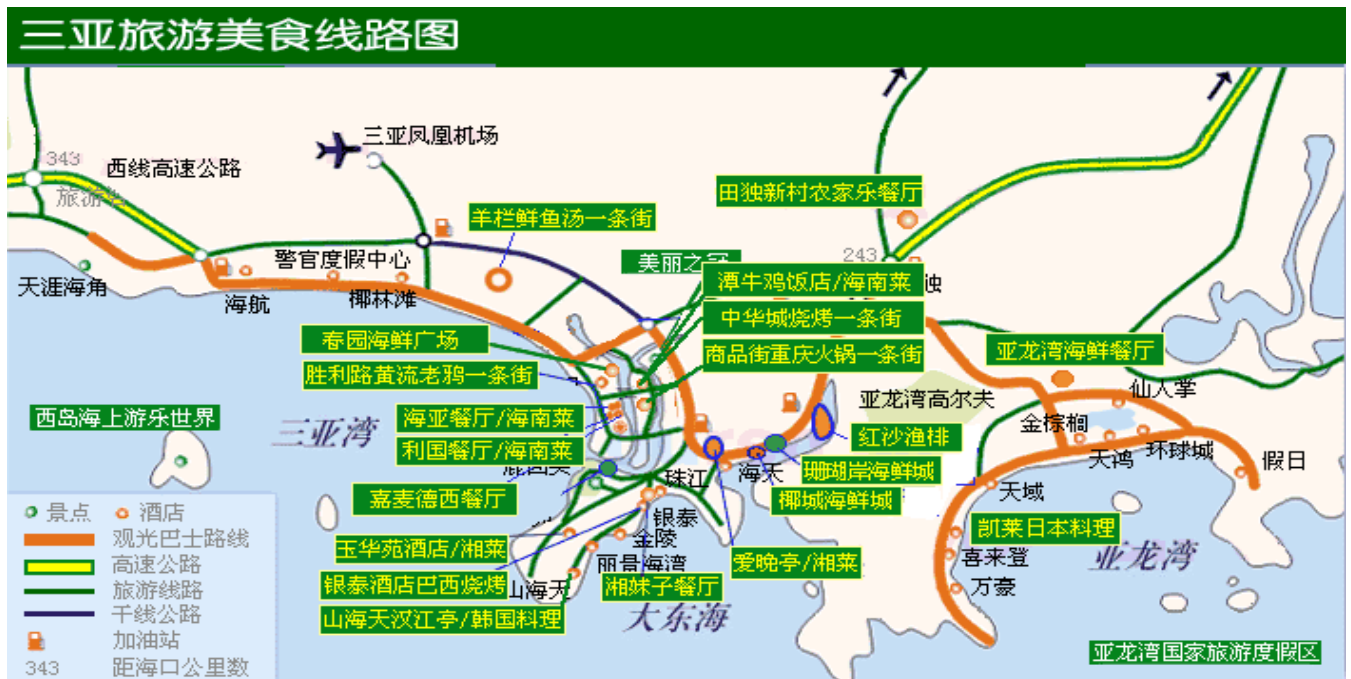 三亚旅游美食线路图
三亚凤凰机场
343
西线高速公路
旅游
田独新村农家乐餐厅
羊栏鲜鱼汤一条街
243
警官度假中心
美丽之冠
天涯海角
潭牛鸡饭店/海南菜
独
海航
椰林滩
中华城烧烤一条街
春园海鲜广场
商品街重庆火锅一条街
亚龙湾海鲜餐厅
胜利路黄流老鸦一条街
仙人掌
亚龙湾高尔夫
西岛海上游乐世界
海亚餐厅/海南菜
金棕榈
三亚湾
红沙渔排
利国餐厅/海南菜
天鸿
环球城
假日
珠江
海天
珊瑚岸海鲜城
嘉麦德西餐厅
椰城海鲜城
天域
景点
酒店
银泰
凯莱日本料理
观光巴士路线
金陵
玉华苑酒店/湘菜
爱晚亭/湘菜
喜来登
亚龙湾
高速公路
丽景海湾
银泰酒店巴西烧烤
湘妹子餐厅
万豪
旅游线路
山海天
干线公路
山海天汉江亭/韩国料理
大东海
加油站
亚龙湾国家旅游度假区
343
距海口公里数